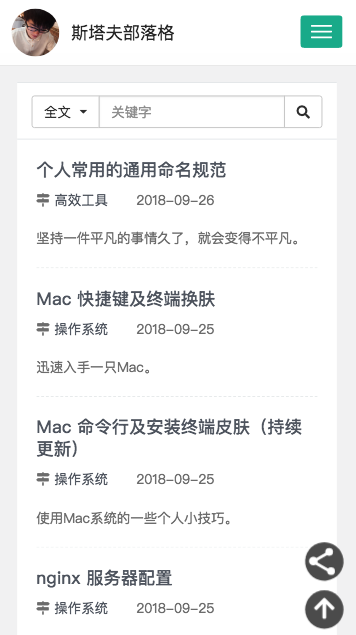 斯塔夫部落格
全文 关键字
个人常用的通用命名规范
高效工具 2018-09-26
坚持一件平凡的事情久了，就会变得不平凡。
Mac 快捷键及终端换肤
操作系统 2018-09-25
迅速入手一只Mac。
Mac 命令行及安装终端皮肤（持续
更新）
操作系统 2018-09-25
使用Mac系统的一些个人小技巧。
nginx 服务器配置
操作系统 2018-09-25